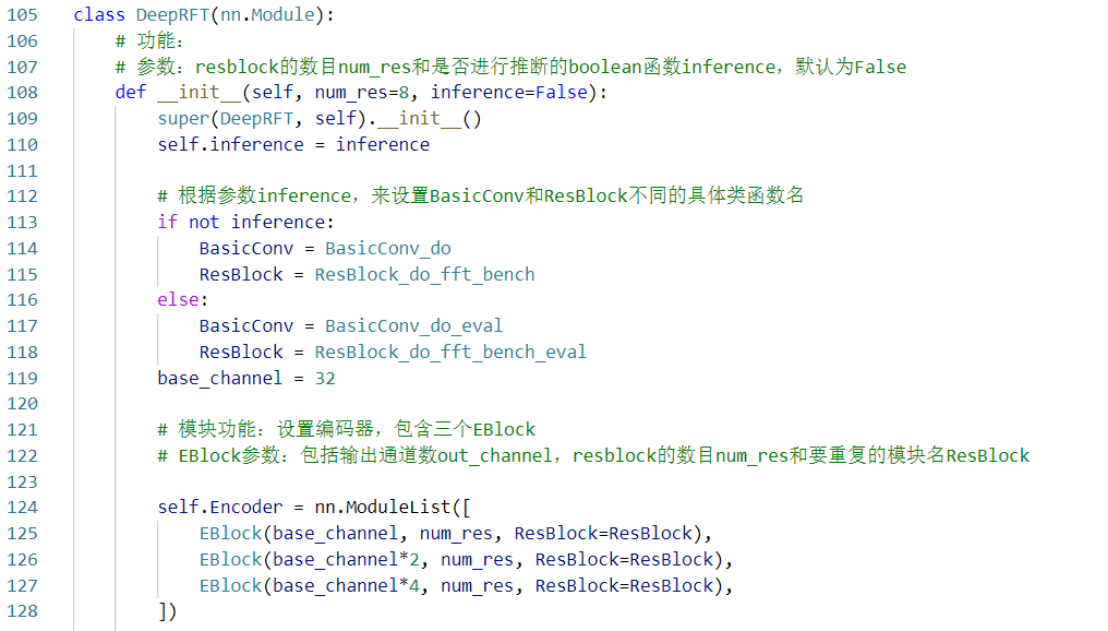 105 class DeepRFT(nn.Module):
106     # 功能：
107     # 参数：resblock的数目num_res和是否进行推断的boolean函数inference，默认为False
108     def __init__(self, num_res=8, inference=False):
109         super(DeepRFT, self).__init__()
110         self.inference = inference
111
112         # 根据参数inference，来设置BasicConv和ResBlock不同的具体类函数名
113         if not inference:
114             BasicConv = BasicConv_do
115             ResBlock = ResBlock_do_fft_bench
116         else:
117             BasicConv = BasicConv_do_eval
118             ResBlock = ResBlock_do_fft_bench_eval
119         base_channel = 32
120
121         # 模块功能：设置编码器，包含三个EBlock
122         # EBlock参数：包括输出通道数out_channel，resblock的数目num_res和要重复的模块名ResBlock
123
124         self.Encoder = nn.ModuleList([
125             EBlock(base_channel, num_res, ResBlock=ResBlock),
126             EBlock(base_channel*2, num_res, ResBlock=ResBlock),
127             EBlock(base_channel*4, num_res, ResBlock=ResBlock),
128         ])